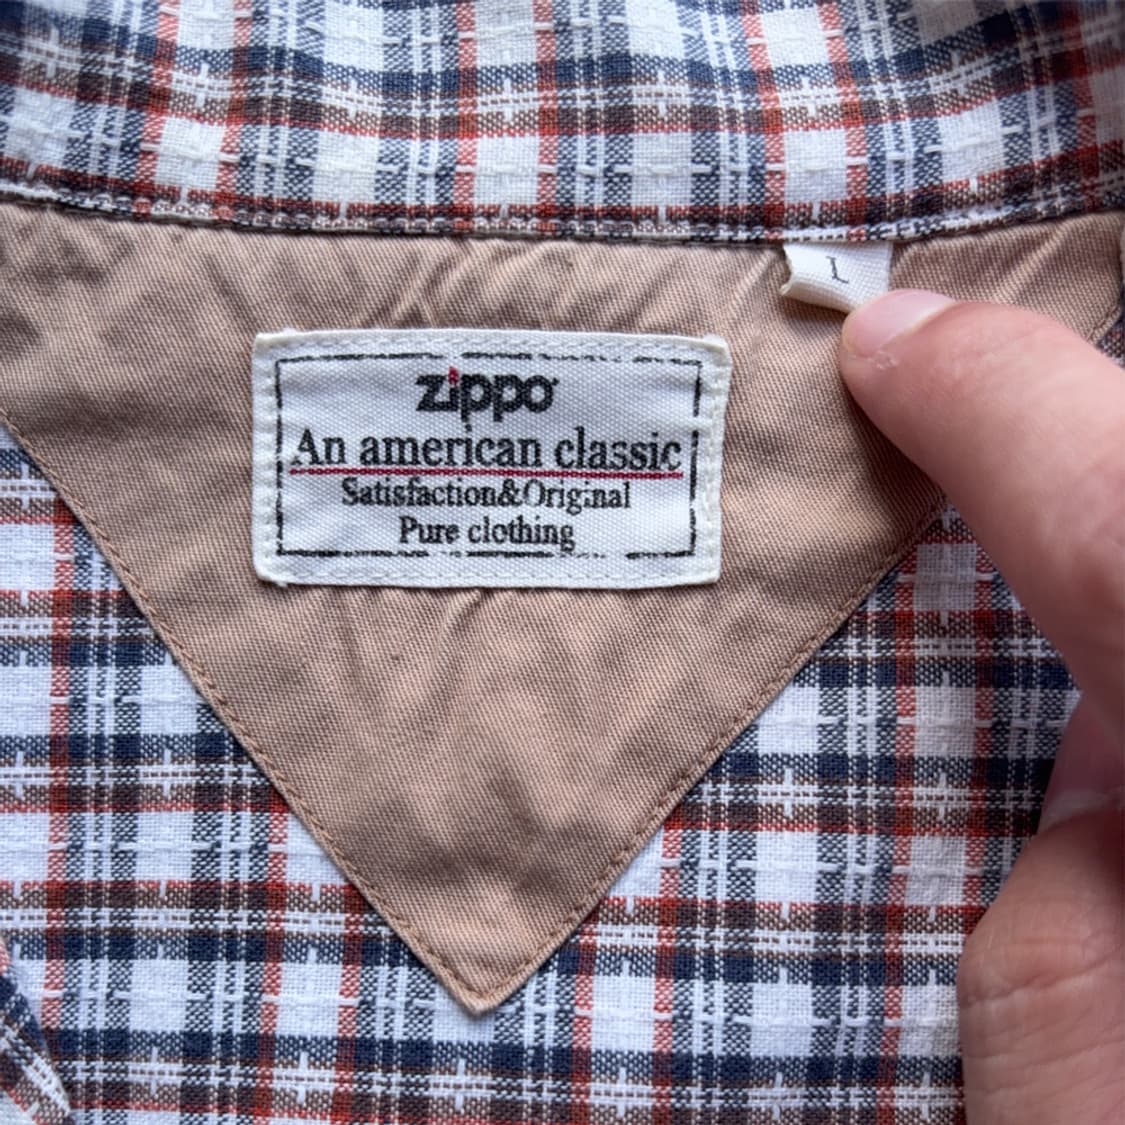 L
zippo
An american classic
Satisfaction&Original
Pure clothing